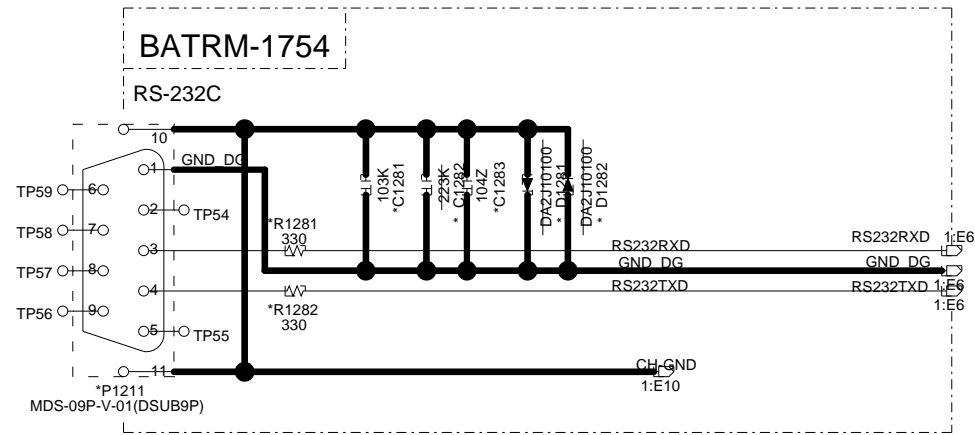 BATRM-1754
RS-232C
10
1
GND_DG
TP59
6
2
TP54
TP58
7
3
*R1281
330
RS232RXD
RS232RXD
1:E6
TP57
8
GND_DG
GND_DG
1:E6
4
RS232TXD
RS232TXD
1:E6
*R1282
330
TP56
9
5
TP55
11
CH-GND
1:E10
*P1211
MDS-09P-V-01(DSUB9P)
103K
*C1281
223K
*C1282
104Z
*C1283
DA2J10100
*D1281
DA2J10100
*D1282